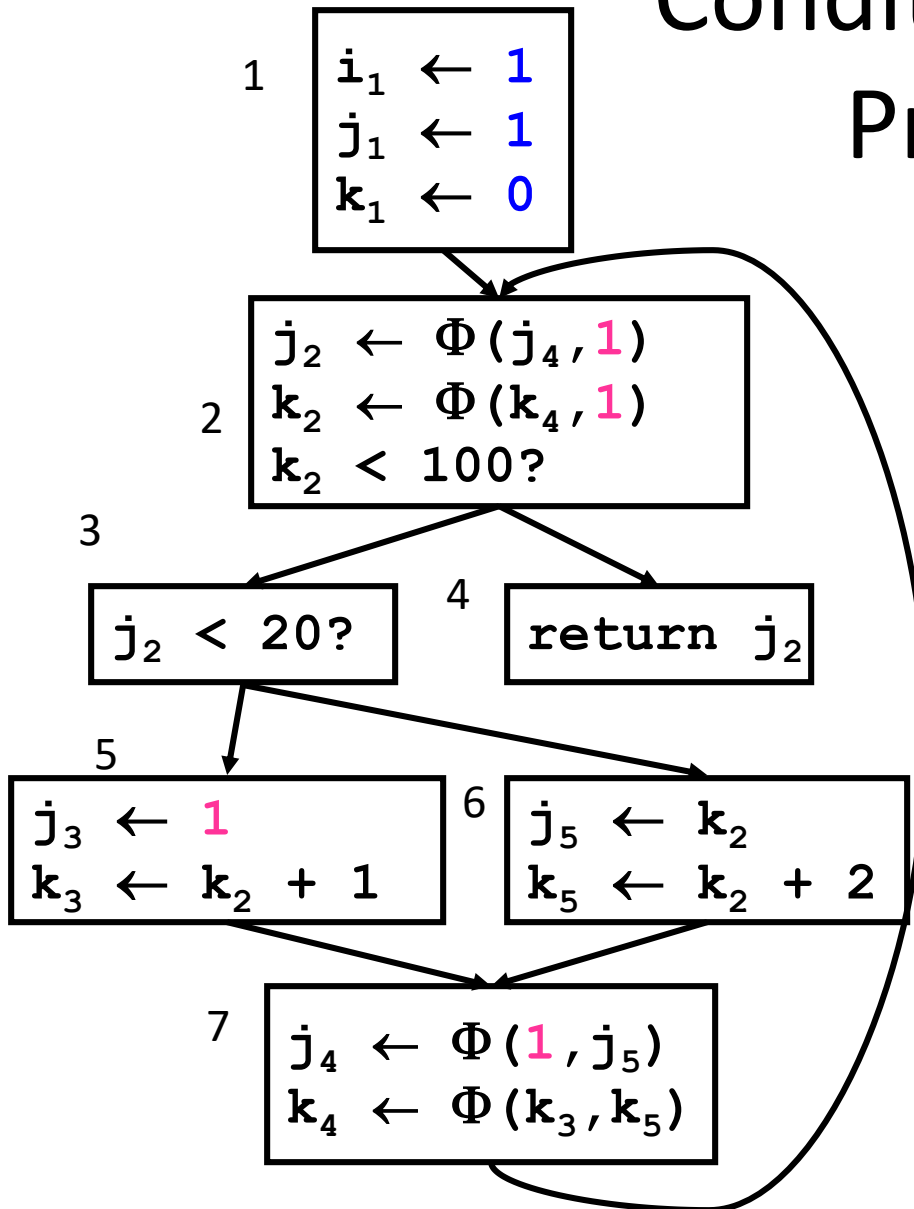 Condit
Pr
1
i₁ ← 1
j₁ ← 1
k₁ ← 0
2
j₂ ← Φ(j₄,1)
k₂ ← Φ(k₄,1)
k₂ < 100?
3
j₂ < 20?
4
return j₂
5
j₃ ← 1
k₃ ← k₂ + 1
6
j₅ ← k₂
k₅ ← k₂ + 2
7
j₄ ← Φ(1,j₅)
k₄ ← Φ(k₃,k₅)